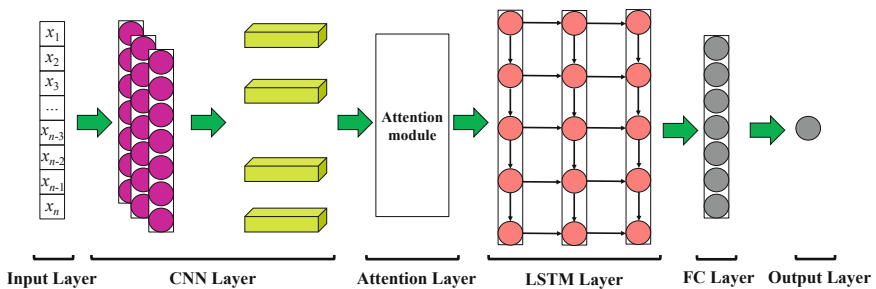 x1
x2
x3
...
xn-3
xn-2
xn-1
xn
Attention
module
Input Layer
CNN Layer
Attention Layer
LSTM Layer
FC Layer
Output Layer